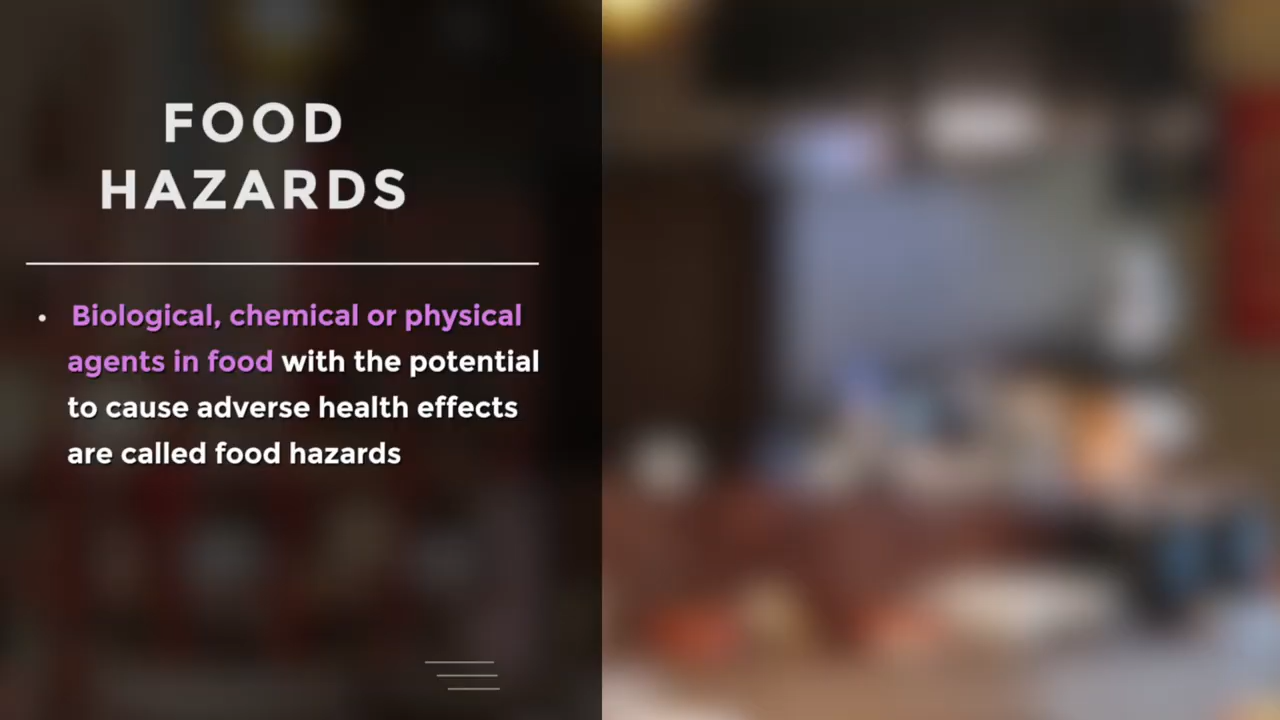 FOOD
HAZARDS
• Biological, chemical or physical
agents in food with the potential
to cause adverse health effects
are called food hazards